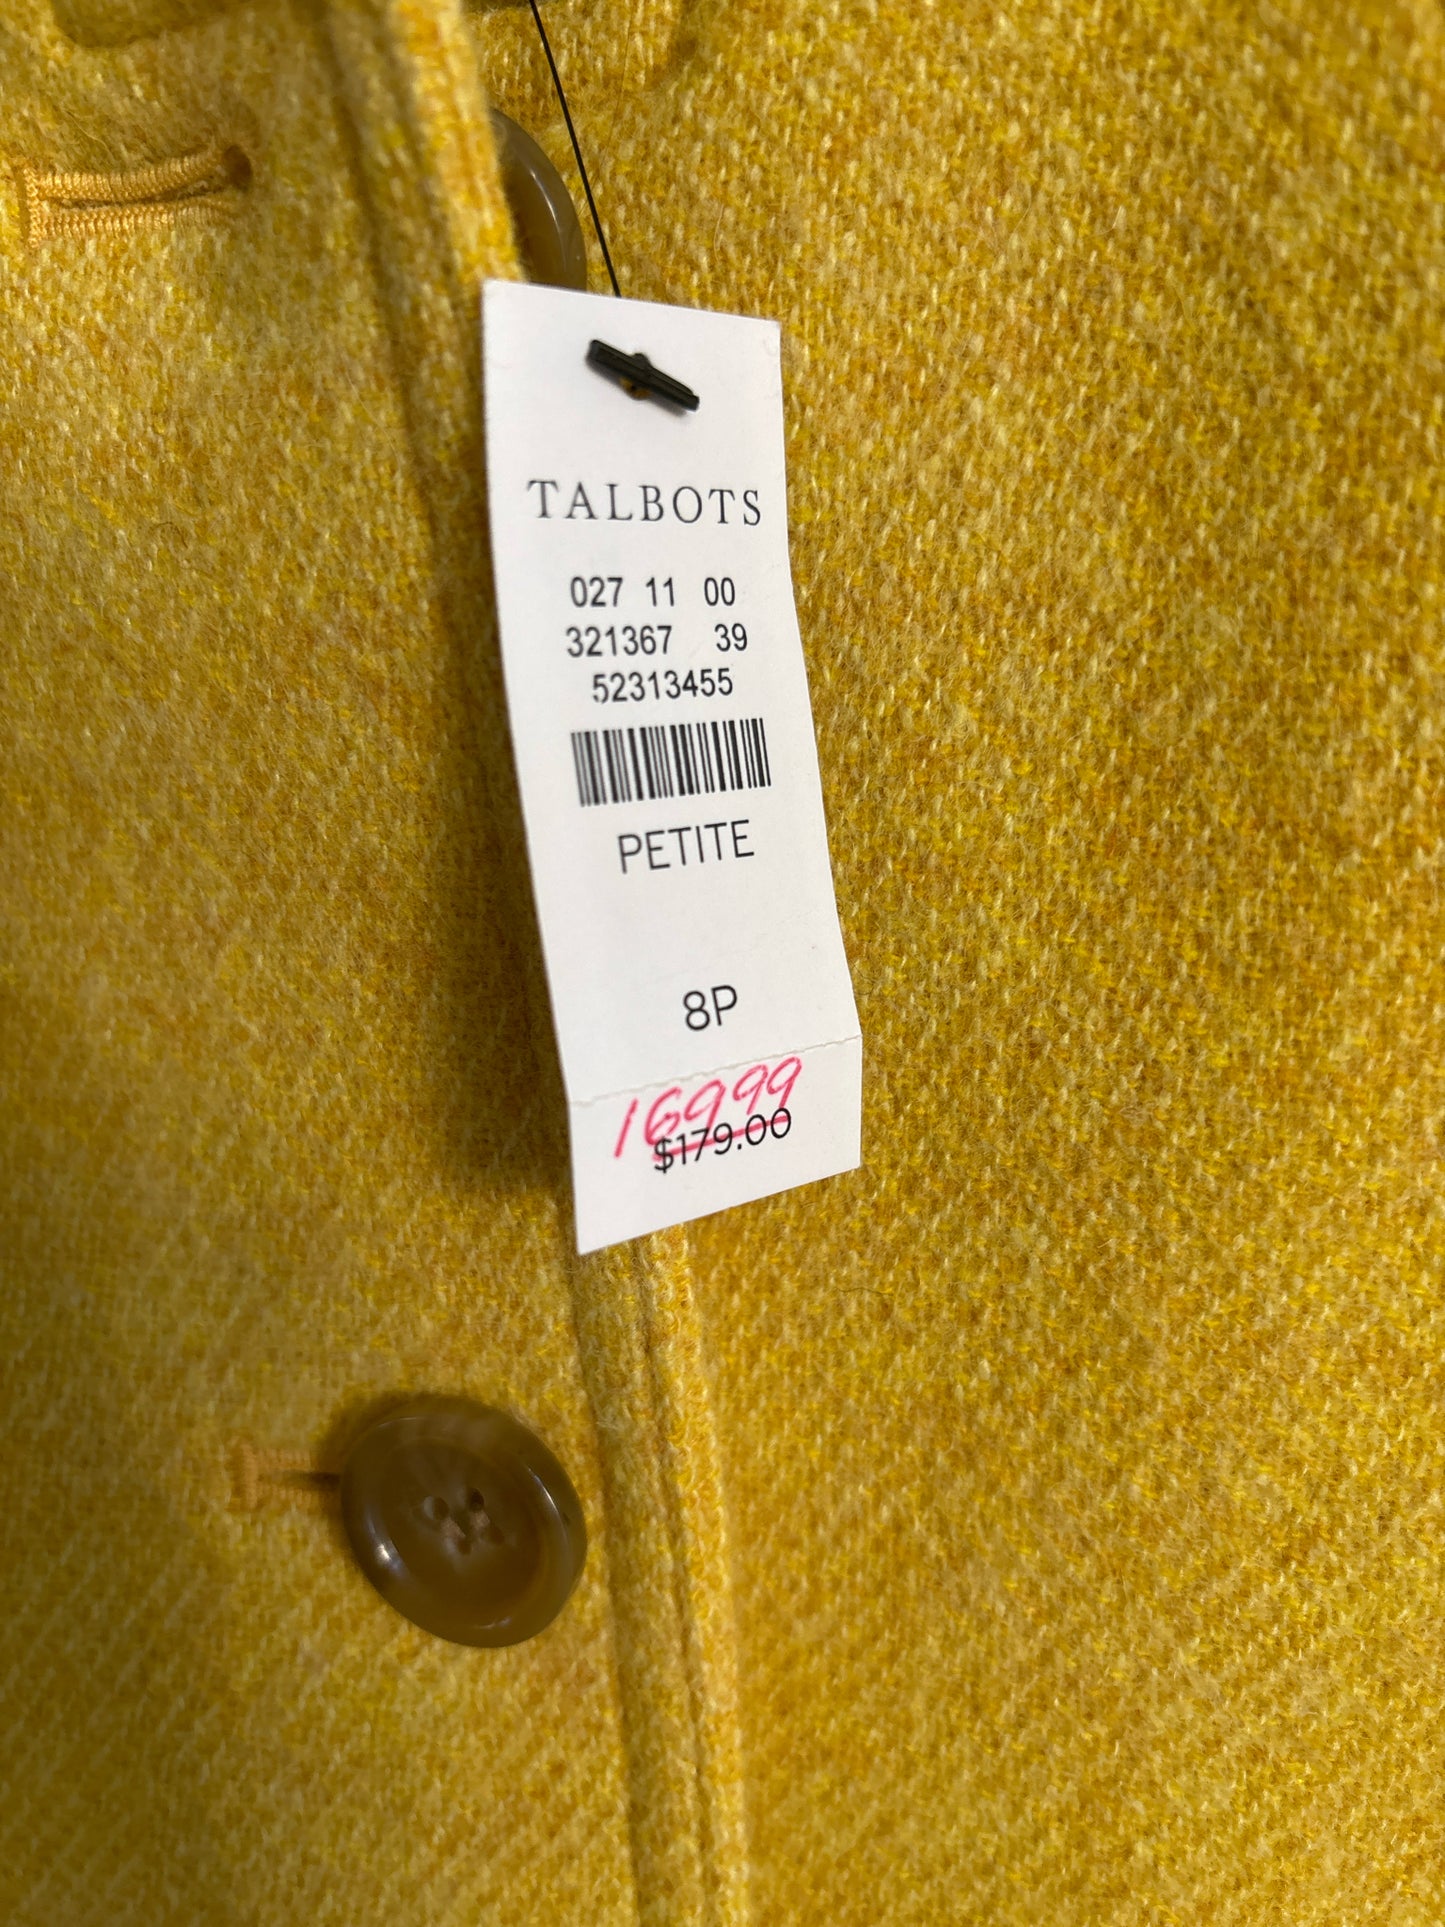 TALBOTS
027 11 00
321367 39
52313455
PETITE
8P
16999
$179.00